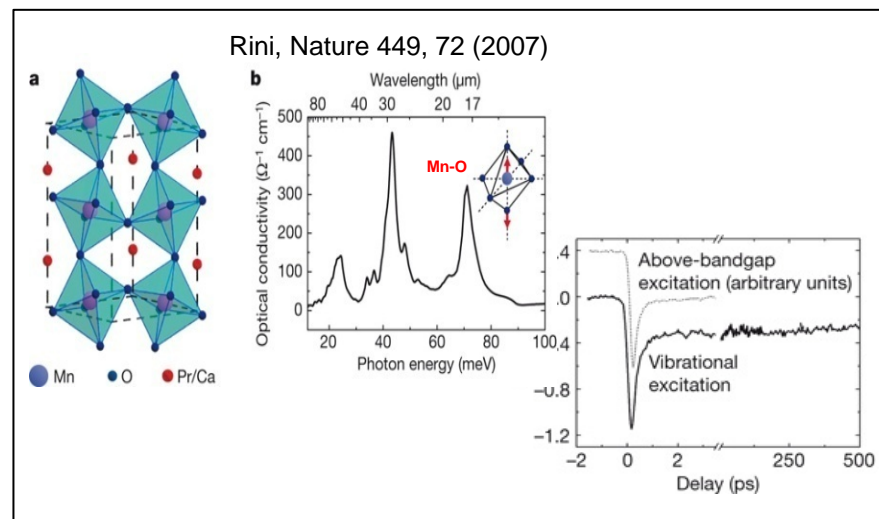 Rini, Nature 449, 72 (2007)
a
Mn
O
Pr/Ca
b
Wavelength (μm)
80
40
30
20
17
Optical conductivity (Ω⁻¹ cm⁻¹)
500
400
300
200
100
0
Mn-O
20
40
60
80
100
Photon energy (meV)
.4
.0
.4
-0.8
-1.2
Above-bandgap
excitation (arbitrary units)
Vibrational
excitation
-2
0
2
250
500
Delay (ps)